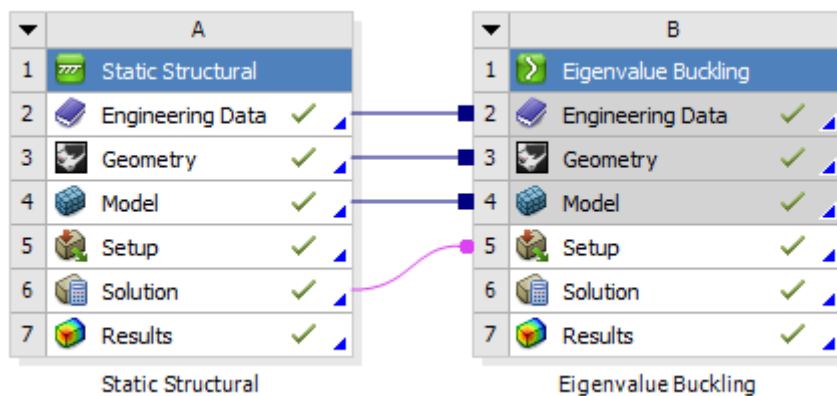 A
1 Static Structural
2 Engineering Data
3 Geometry
4 Model
5 Setup
6 Solution
7 Results
Static Structural
B
1 Eigenvalue Buckling
2 Engineering Data
3 Geometry
4 Model
5 Setup
6 Solution
7 Results
Eigenvalue Buckling